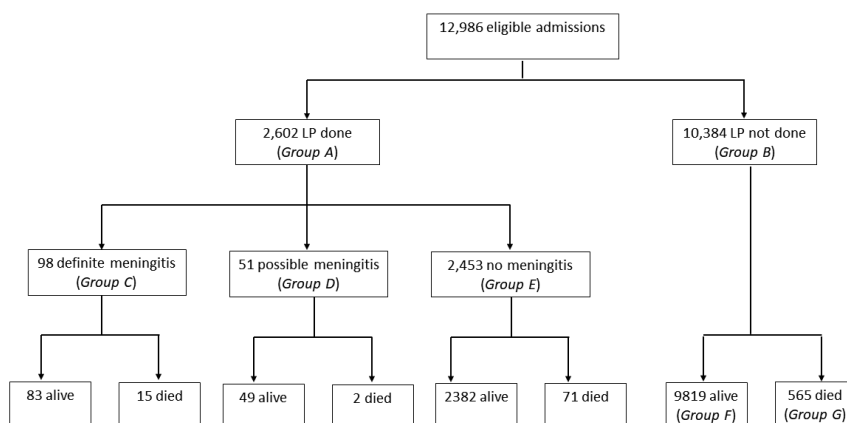 12,986 eligible admissions
2,602 LP done
(Group A)
10,384 LP not done
(Group B)
98 definite meningitis
(Group C)
51 possible meningitis
(Group D)
2,453 no meningitis
(Group E)
83 alive
15 died
49 alive
2 died
2382 alive
71 died
9819 alive
(Group F)
565 died
(Group G)